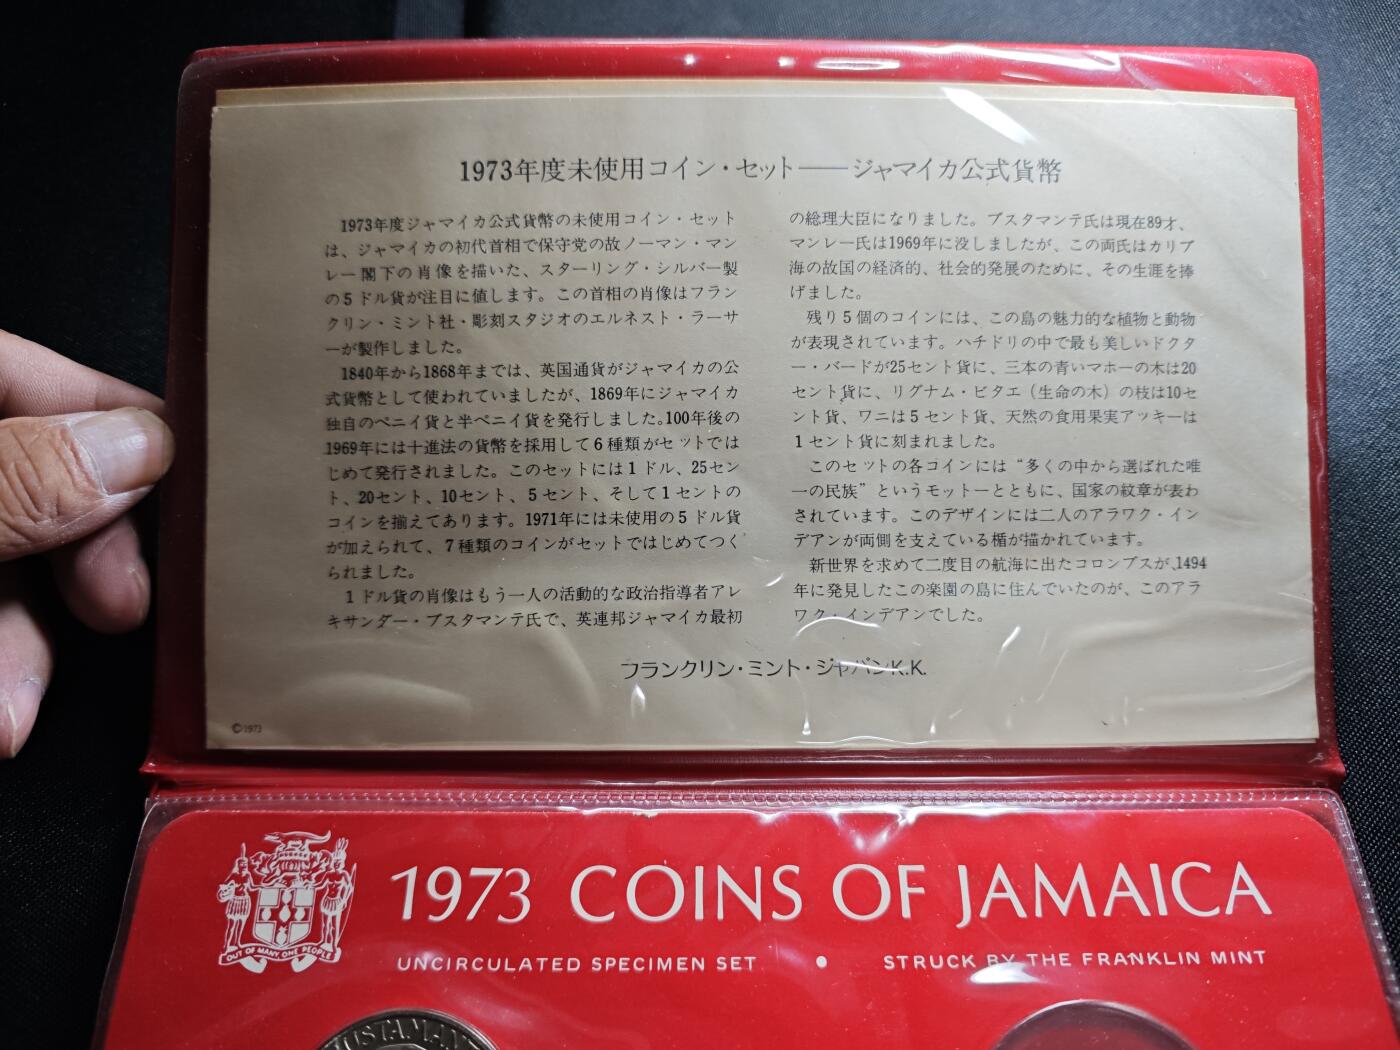 1973年度未使用コイン・セット――ジャマイカ公式貨幣
1973年度ジャマイカ公式貨幣の未使用コイン・セット
は、ジャマイカの初代首相で保守党の故ノーマン・マン
レー閣下の肖像を描いた、スターリング・シルバー製
の5ドル貨が注目に値します。この首相の肖像はフラン
クリン・ミント社・彫刻スタジオのエルネスト・ラーサ
ーが製作しました。
1840年から1868年までは、英国通貨がジャマイカの公
式貨幣として使われていましたが、1869年にジャマイカ
独自のペニイ貨と半ペニイ貨を発行しました。100年後の
1969年には十進法の貨幣を採用して6種類がセットでは
じめて発行されました。このセットには1ドル、25セン
ト、20セント、10セント、5セント、そして1セントの
コインを揃えてあります。1971年には未使用の5ドル貨
が加えられて、7種類のコインがセットではじめてつく
られました。
1ドル貨の肖像はもう一人の活動的な政治指導者アレ
キサンダー・ブスタマンテ氏で、英連邦ジャマイカ最初
の総理大臣になりました。ブスタマンテ氏は現在89才、
マンレー氏は1969年に没しましたが、この両氏はカリブ
海の故国の経済的、社会的発展のために、その生涯を捧
げました。
残り5個のコインには、この島の魅力的な植物と動物
が表現されています。ハチドリの中で最も美しいドクタ
ー・バードが25セント貨に、三本の青いマホーの木は20
セント貨に、リグナム・ビタエ（生命の木）の枝は10セ
ント貨、ワニは5セント貨、天然の食用果実アッキーは
1セント貨に刻まれました。
このセットの各コインには“多くの中から選ばれた唯
一の民族”というモットーとともに、国家の紋章が表わ
されています。このデザインには二人のアラワク・イン
デアンが両側を支えている楯が描かれています。
新世界を求めて二度目の航海に出たコロンブスが、1494
年に発見したこの楽園の島に住んでいたのが、このアラ
ワク・インデアンでした。
フランクリン・ミント・ジャパンK.K.
©1973
1973 COINS OF JAMAICA
OUT OF MANY ONE PEOPLE
UNCIRCULATED SPECIMEN SET • STRUCK BY THE FRANKLIN MINT